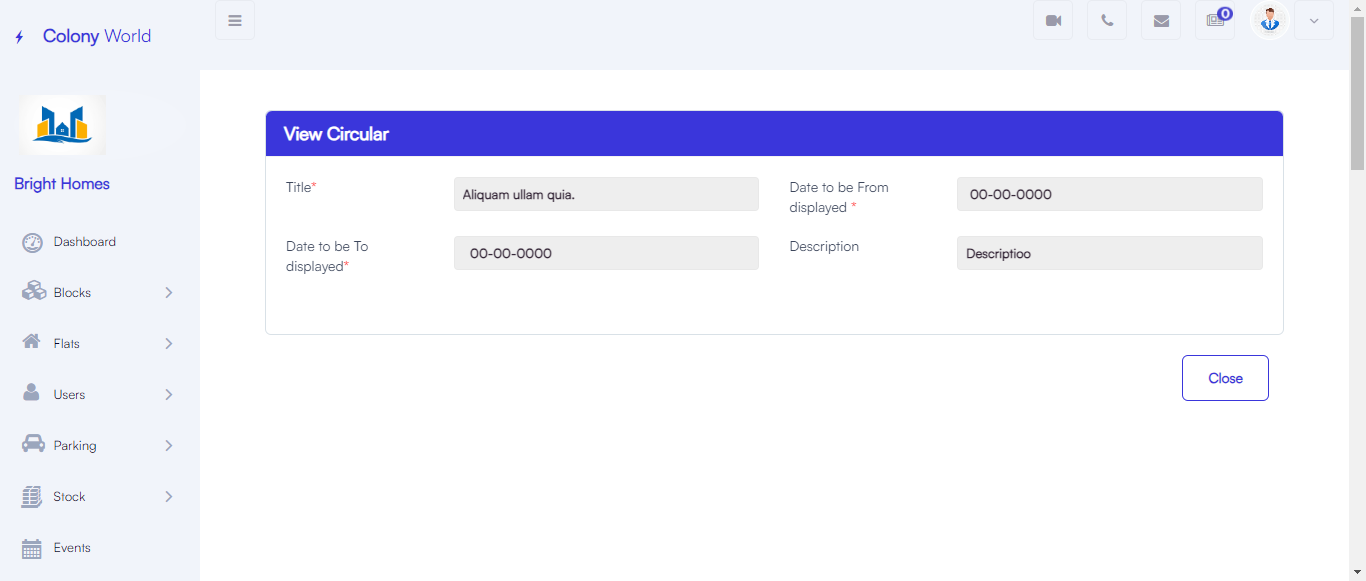 Colony World
0
Bright Homes
Dashboard
Blocks
Flats
Users
Parking
Stock
Events
View Circular
Title*
Aliquam ullam quia.
Date to be From
displayed *
00-00-0000
Date to be To
displayed*
00-00-0000
Description
Descriptioo
Close